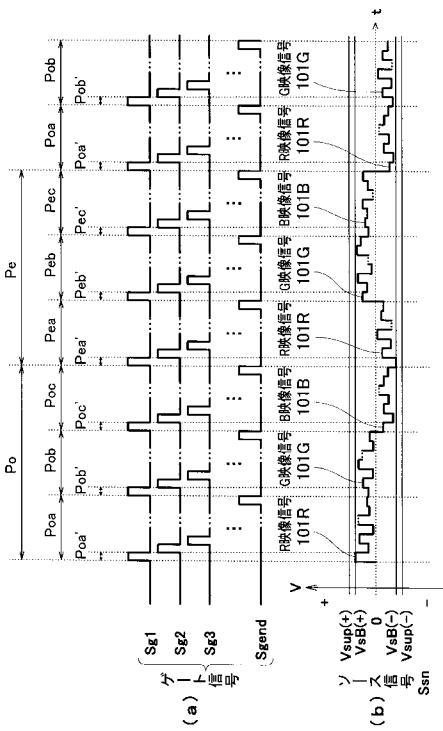 Po
Pe
Poa
Pob
Poc
Pea
Peb
Pec
Poa
Pob
Poa'
Pob'
Poc'
Pea'
Peb'
Pec'
Poa'
Pob'
(a)
ゲート信号
Sg1
Sg2
Sg3
Sgend
R映像信号
101R
G映像信号
101G
B映像信号
101B
R映像信号
101R
G映像信号
101G
B映像信号
101B
R映像信号
101R
G映像信号
101G
(b)
ソース信号
Ssn
V
+
Vsup(+)
VsB(+)
0
VsB(-)
Vsup(-)
-
t